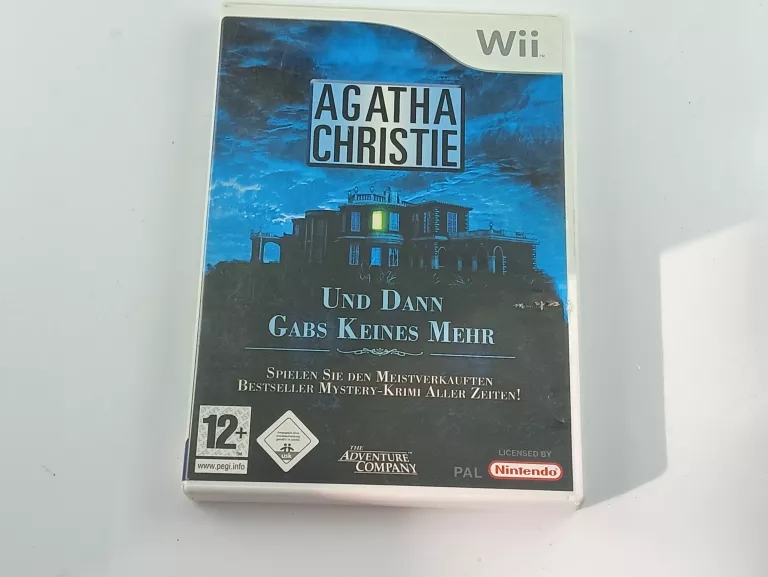 Wii
AGATHA
CHRISTIE
UND DANN
GABS KEINES MEHR
SPIELEN SIE DEN MEISTVERKAUFTEN
BESTSELLER MYSTERY-KRIMI ALLER ZEITEN!
12+
www.pegi.info
usk
THE
ADVENTURE
COMPANY
LICENSED BY
PAL Nintendo